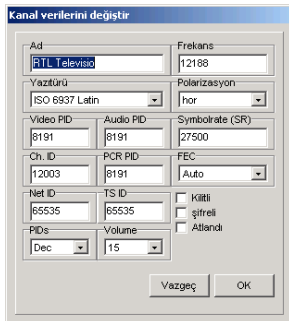 Kanal verilerini değiştir
Ad Frekans
RTL Televisio 12188
Yazıtürü Polarizasyon
ISO 6937 Latin hor
Video PID Audio PID Symbolrate (SR)
8191 8191 27500
Ch. ID PCR PID FEC
12003 8191 Auto
Net ID TS ID Kilitli
65535 65535 şifreli
PIDs Volume Atlandı
Dec 15
Vazgeç OK